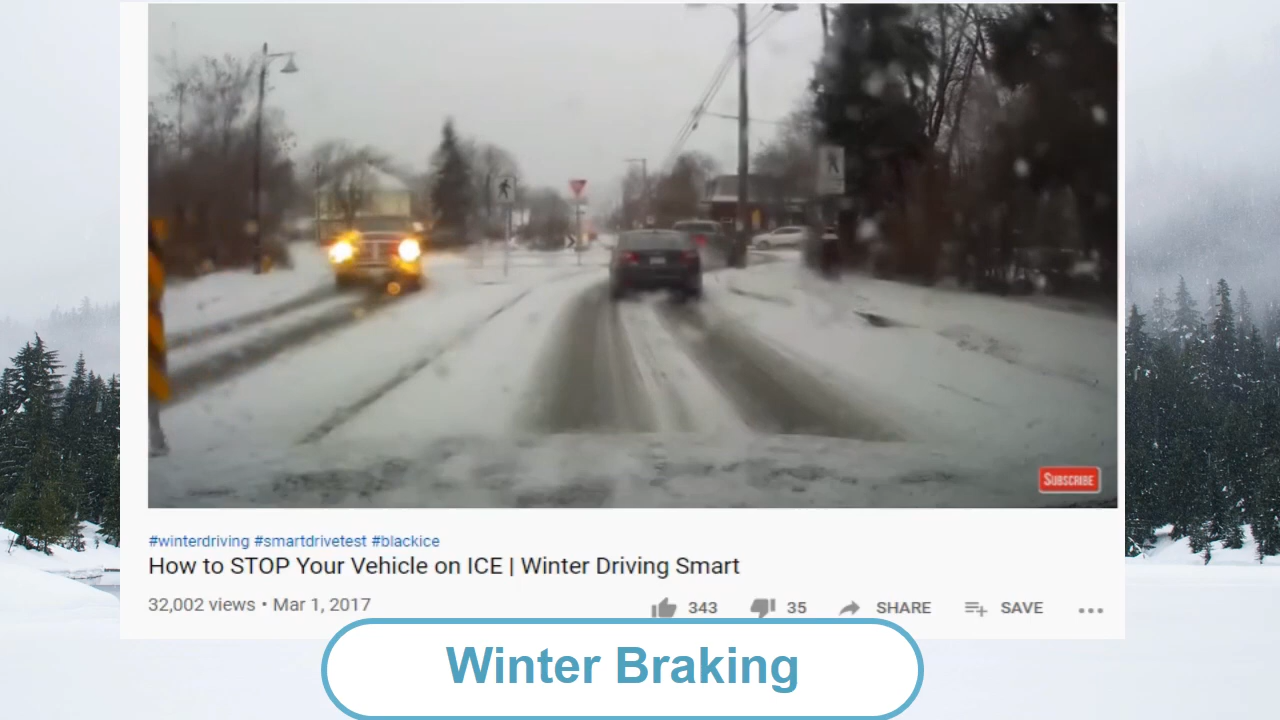 SUBSCRIBE
#winterdriving #smartdrivetest #blackice
How to STOP Your Vehicle on ICE | Winter Driving Smart
32,002 views • Mar 1, 2017 343 35 SHARE SAVE
Winter Braking